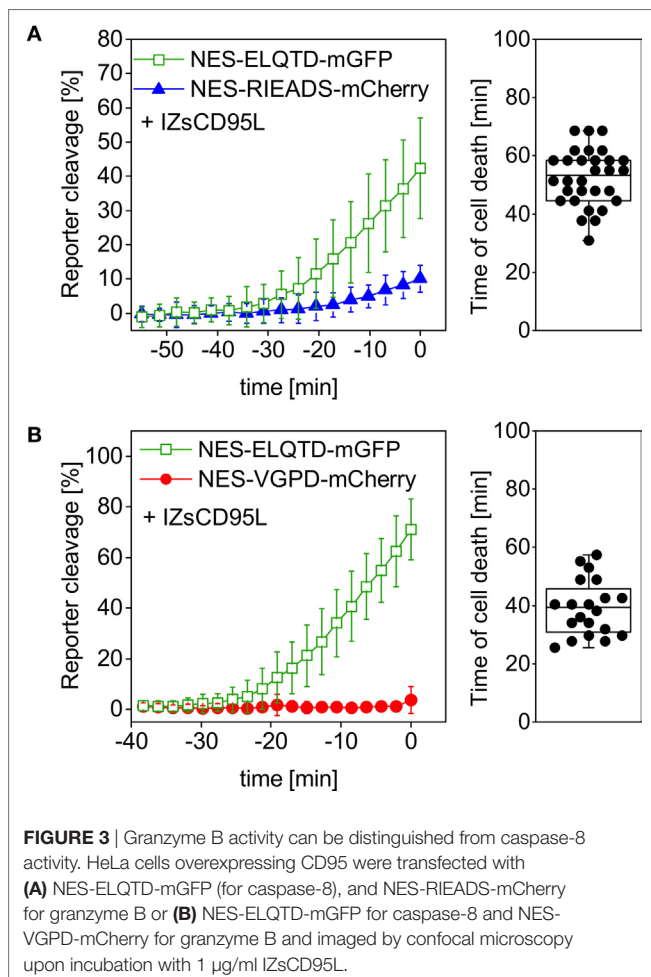 A
80
70
60
50
40
30
20
10
0
Reporter cleavage [%]
NES-ELQTD-mGFP
NES-RIEADS-mCherry
+ IZsCD95L
-50 -40 -30 -20 -10 0
time [min]
100
80
60
40
20
0
Time of cell death [min]
B
100
80
60
40
20
0
Reporter cleavage [%]
NES-ELQTD-mGFP
NES-VGPD-mCherry
+ IZsCD95L
-40 -30 -20 -10 0
time [min]
100
80
60
40
20
0
Time of cell death [min]
FIGURE 3 | Granzyme B activity can be distinguished from caspase-8
activity. HeLa cells overexpressing CD95 were transfected with
(A) NES-ELQTD-mGFP (for caspase-8), and NES-RIEADS-mCherry
for granzyme B or (B) NES-ELQTD-mGFP for caspase-8 and NES-
VGPD-mCherry for granzyme B and imaged by confocal microscopy
upon incubation with 1 µg/ml IZsCD95L.